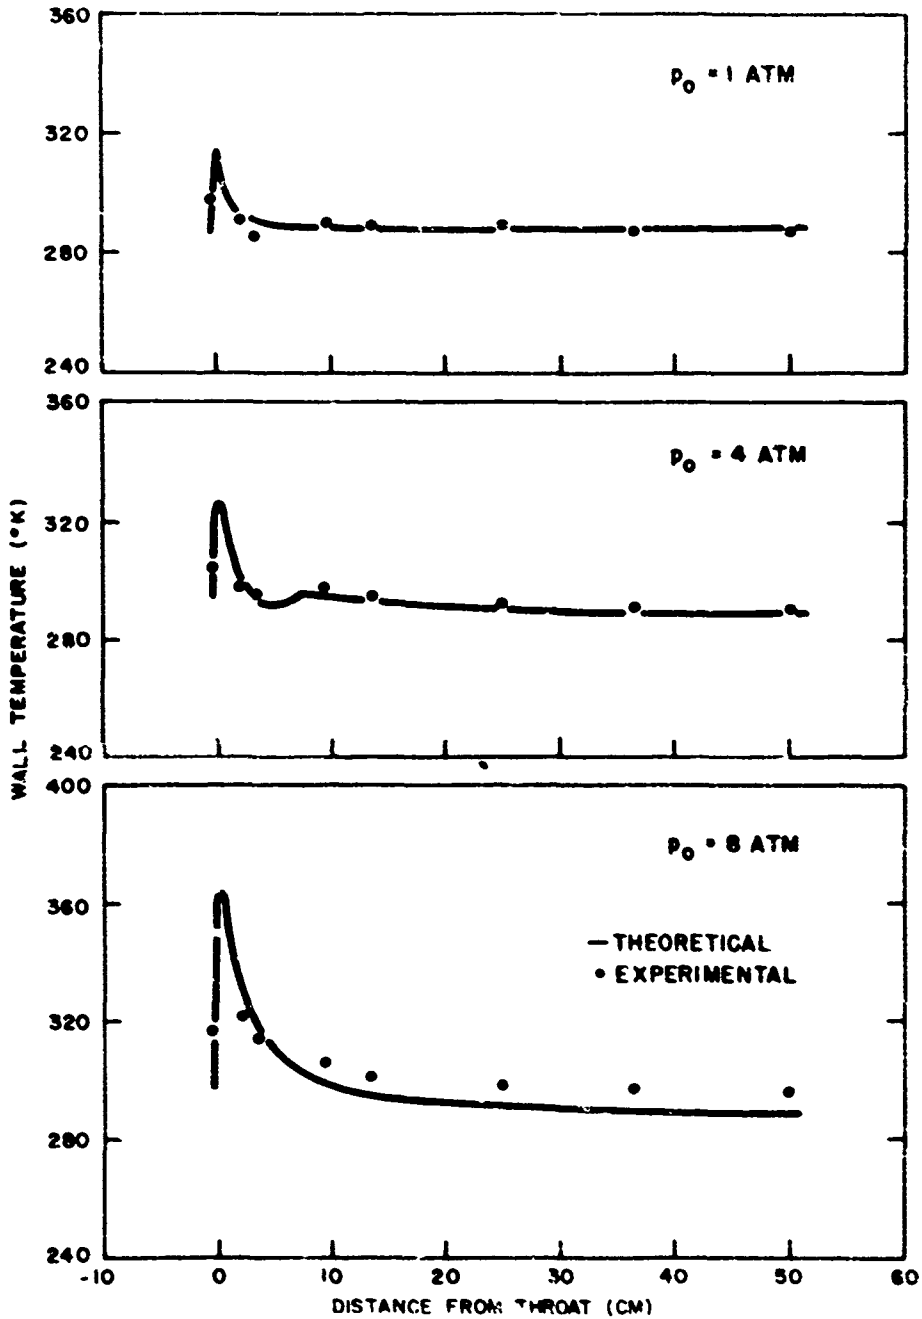 360
p₀ = 1 ATM
320
280
240
360
p₀ = 4 ATM
320
280
240
WALL TEMPERATURE (°K)
400
p₀ = 8 ATM
360
— THEORETICAL
• EXPERIMENTAL
320
280
240
-10 0 10 20 30 40 50 60
DISTANCE FROM THROAT (CM)